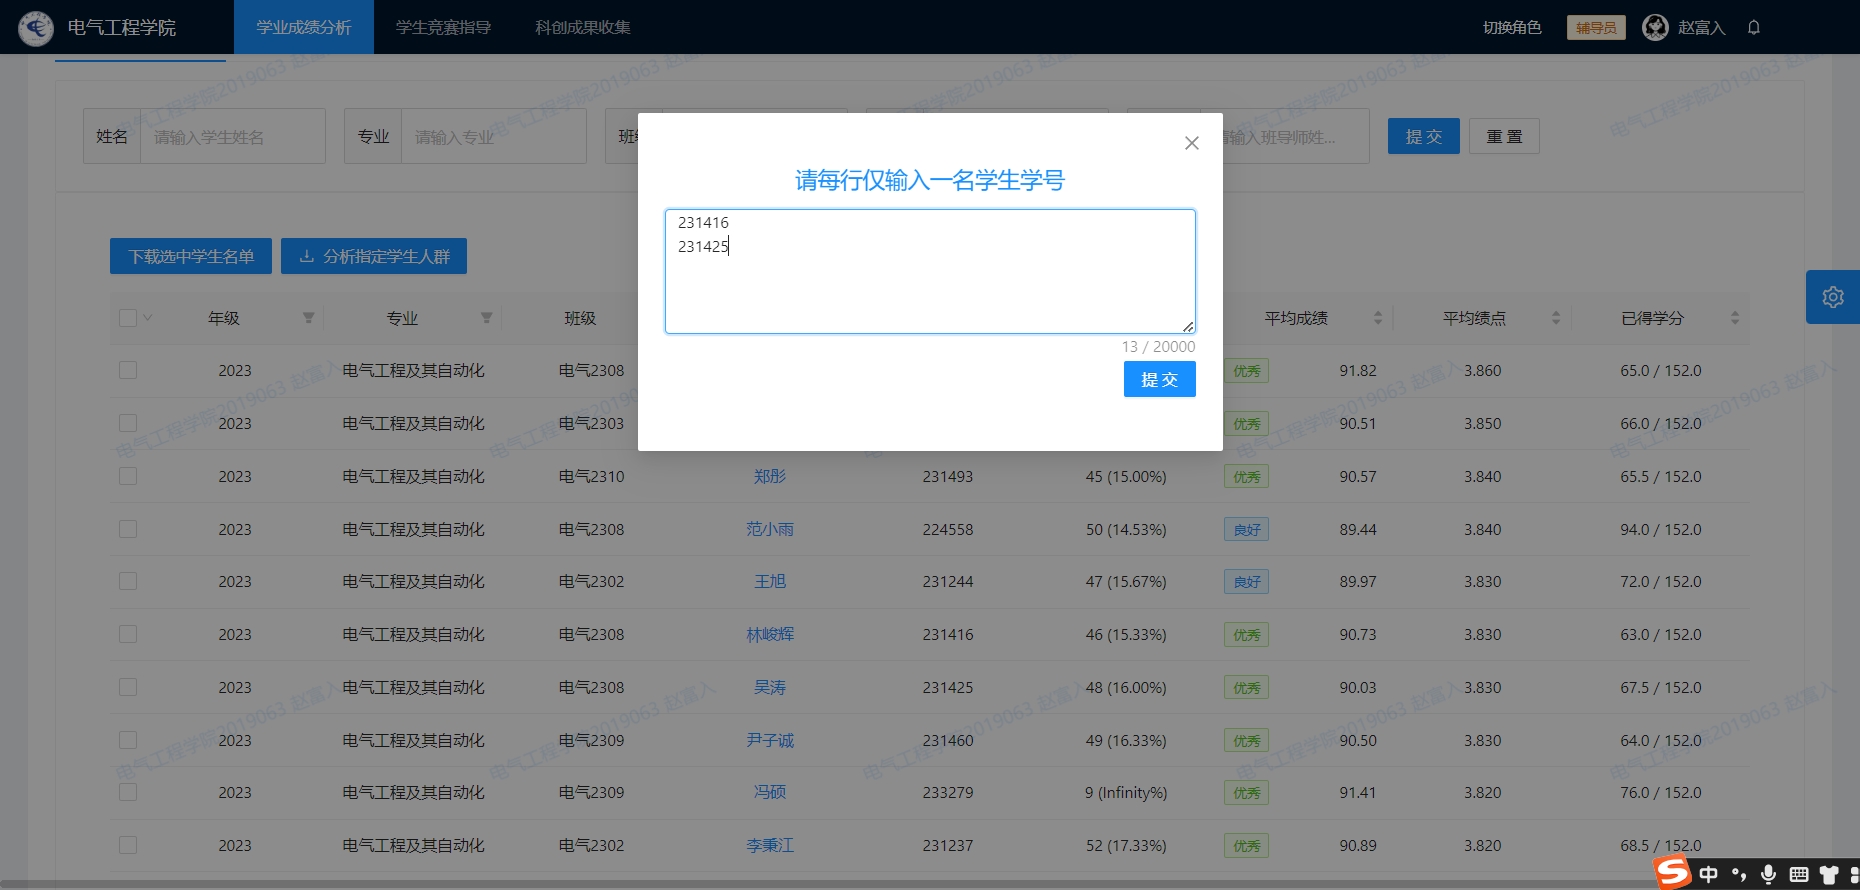 电气工程学院 学业成绩分析 学生竞赛指导 科创成果收集 切换角色 辅导员 赵富入
姓名 请输入学生姓名 专业 请输入专业 请输入班导师姓... 提交 重置
请每行仅输入一名学生学号
231416
231425
13 / 20000
提交
下载选中学生名单 分析指定学生人群
年级 专业 班级 平均成绩 平均绩点 已得学分
2023 电气工程及其自动化 电气2308 优秀 91.82 3.860 65.0 / 152.0
2023 电气工程及其自动化 电气2303 优秀 90.51 3.850 66.0 / 152.0
2023 电气工程及其自动化 电气2310 郑彤 231493 45 (15.00%) 优秀 90.57 3.840 65.5 / 152.0
2023 电气工程及其自动化 电气2308 范小雨 224558 50 (14.53%) 良好 89.44 3.840 94.0 / 152.0
2023 电气工程及其自动化 电气2302 王旭 231244 47 (15.67%) 良好 89.97 3.830 72.0 / 152.0
2023 电气工程及其自动化 电气2308 林峻辉 231416 46 (15.33%) 优秀 90.73 3.830 63.0 / 152.0
2023 电气工程及其自动化 电气2308 吴涛 231425 48 (16.00%) 优秀 90.03 3.830 67.5 / 152.0
2023 电气工程及其自动化 电气2309 尹子诚 231460 49 (16.33%) 优秀 90.50 3.830 64.0 / 152.0
2023 电气工程及其自动化 电气2309 冯硕 233279 9 (Infinity%) 优秀 91.41 3.820 76.0 / 152.0
2023 电气工程及其自动化 电气2302 李秉江 231237 52 (17.33%) 优秀 90.89 3.820 68.5 / 152.0
电气工程学院2019063 赵富入
中